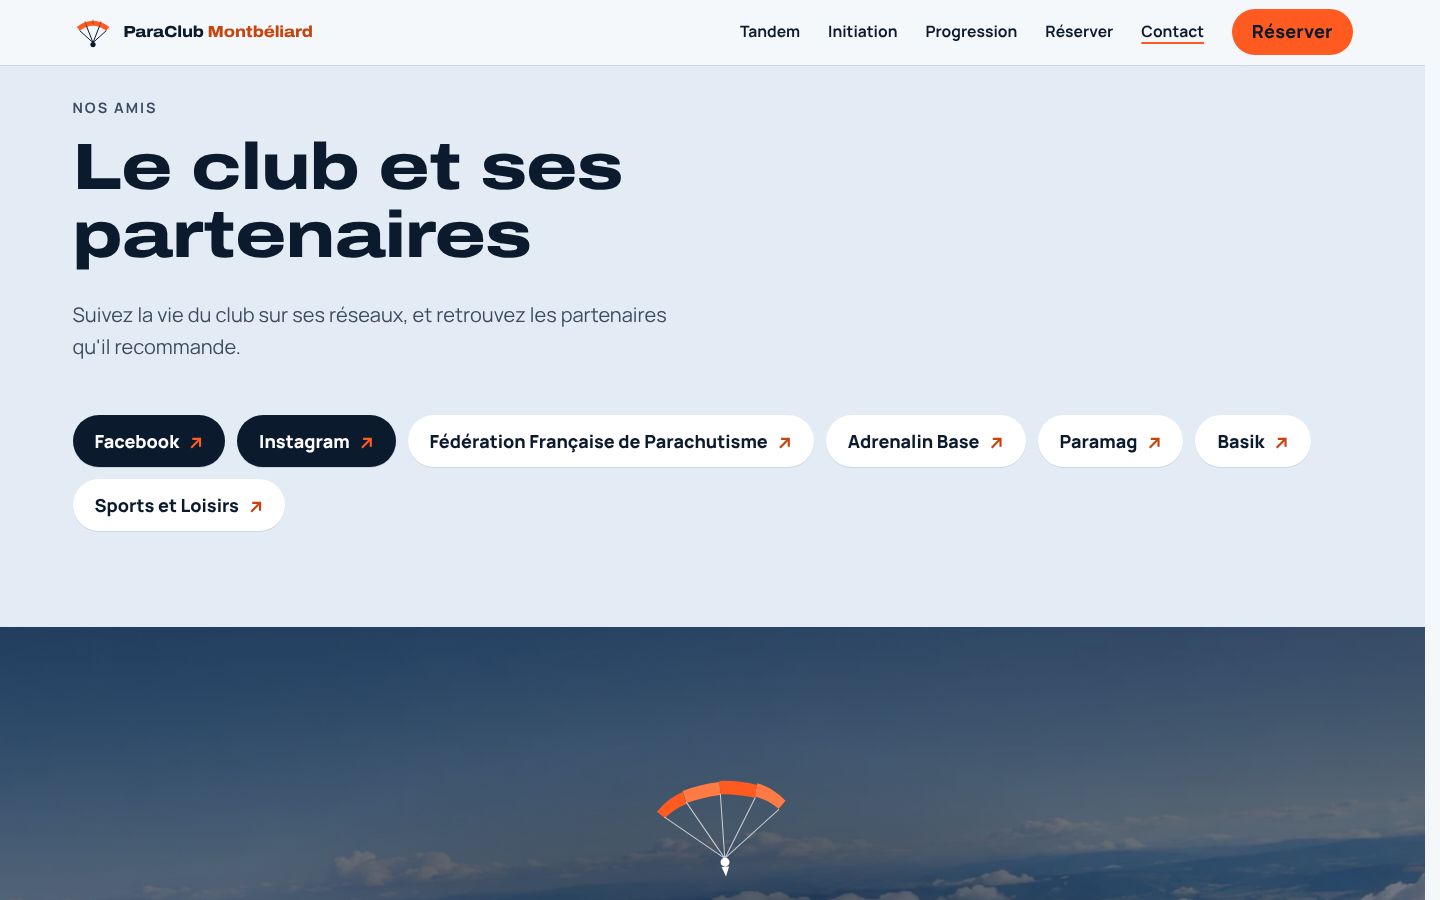 ParaClub Montbéliard
Tandem
Initiation
Progression
Réserver
Contact
Réserver
NOS AMIS
Le club et ses
partenaires
Suivez la vie du club sur ses réseaux, et retrouvez les partenaires
qu'il recommande.
Facebook
Instagram
Fédération Française de Parachutisme
Adrenalin Base
Paramag
Basik
Sports et Loisirs